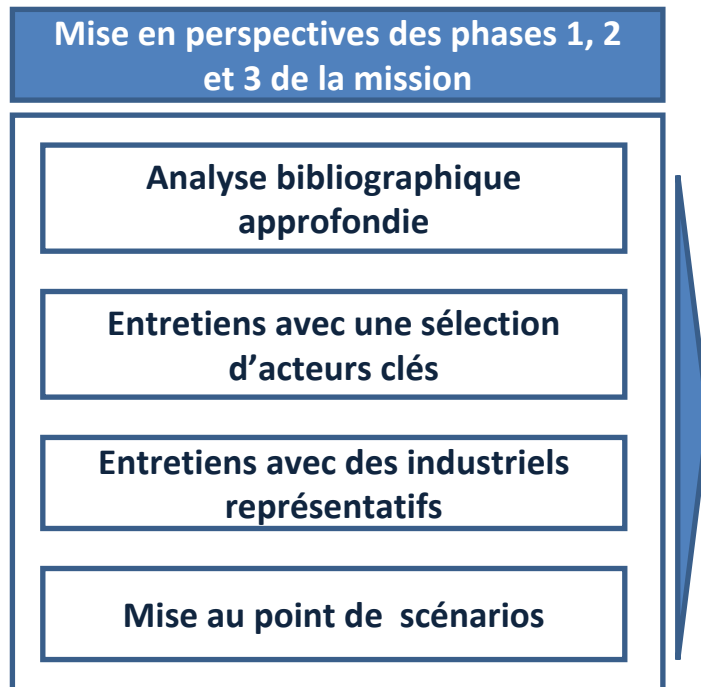 Mise en perspectives des phases 1, 2
et 3 de la mission
Analyse bibliographique
approfondie
Entretiens avec une sélection
d’acteurs clés
Entretiens avec des industriels
représentatifs
Mise au point de  scénarios